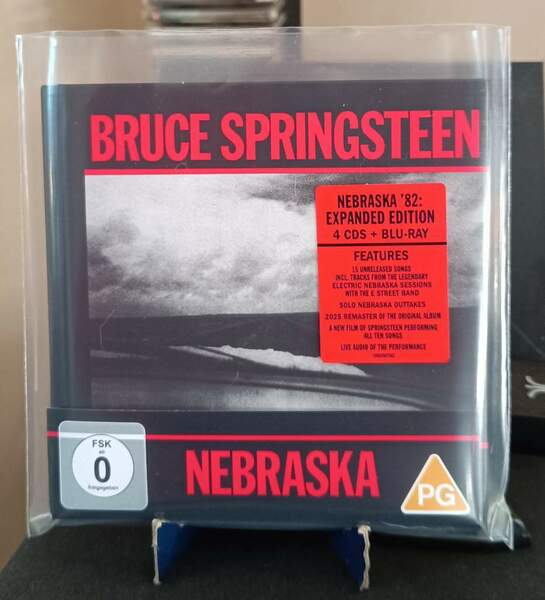 BRUCE SPRINGSTEEN
NEBRASKA '82:
EXPANDED EDITION
4 CDS + BLU-RAY
FEATURES
15 UNRELEASED SONGS
INCL. TRACKS FROM THE LEGENDARY
ELECTRIC NEBRASKA SESSIONS
WITH THE E STREET BAND
SOLO NEBRASKA OUTTAKES
2025 REMASTER OF THE ORIGINAL ALBUM
A NEW FILM OF SPRINGSTEEN PERFORMING
ALL TEN SONGS
LIVE AUDIO OF THE PERFORMANCE
FSK
ab
0
freigegeben
NEBRASKA
PG